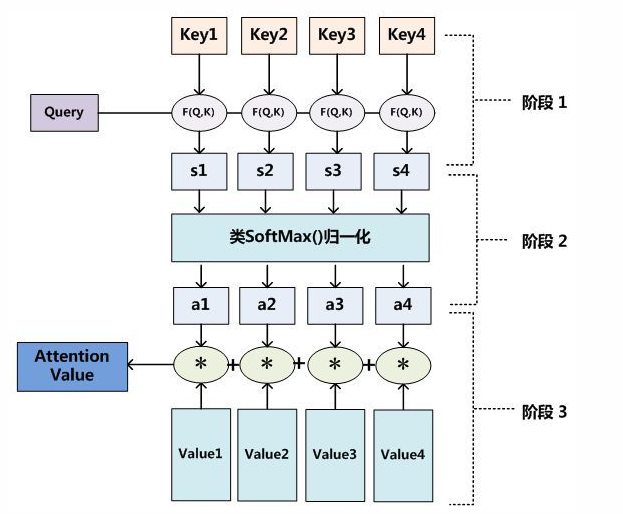 Key1 Key2 Key3 Key4
阶段 1
Query F(Q,K) F(Q,K) F(Q,K) F(Q,K)
s1 s2 s3 s4
类SoftMax()归一化
阶段 2
a1 a2 a3 a4
Attention
Value
* + * + * + *
阶段 3
Value1 Value2 Value3 Value4